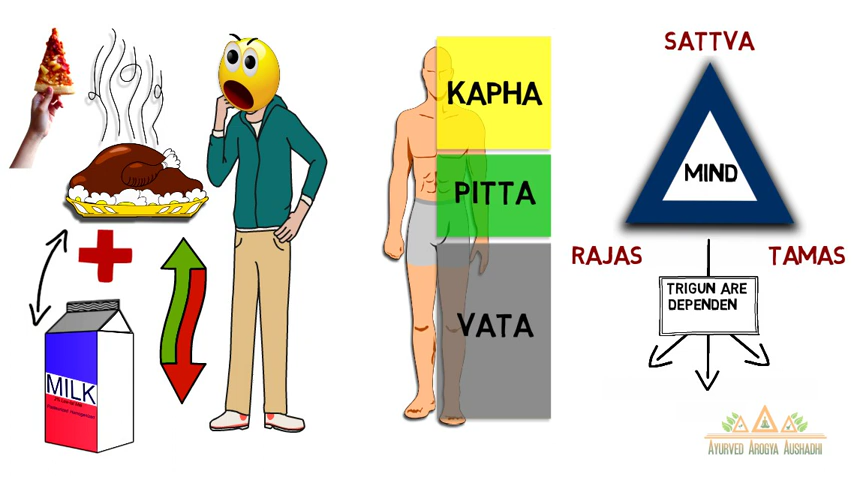 SATTVA
KAPHA
MIND
PITTA
RAJAS
TAMAS
TRIGUN ARE
DEPENDEN
VATA
MILK
AYURVED AROGYA AUSHADHI